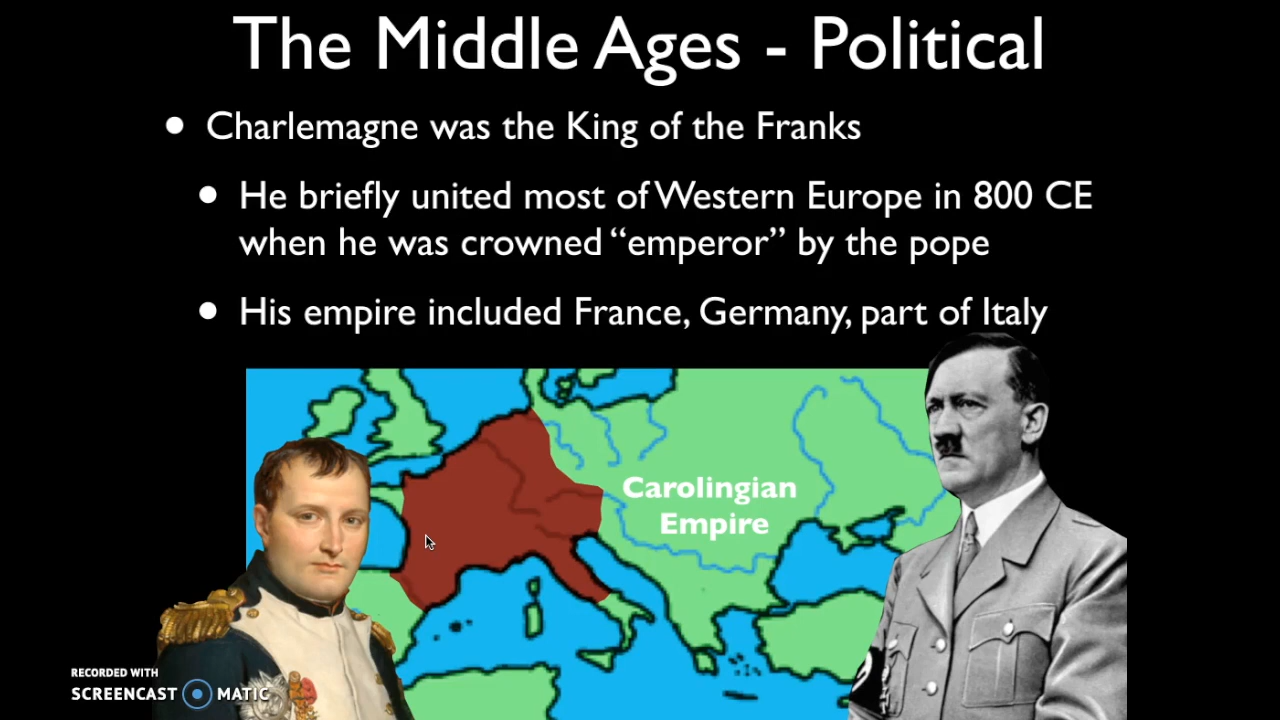 The Middle Ages - Political
• Charlemagne was the King of the Franks
• He briefly united most of Western Europe in 800 CE
when he was crowned “emperor” by the pope
• His empire included France, Germany, part of Italy
Carolingian
Empire
RECORDED WITH
SCREENCAST MATIC